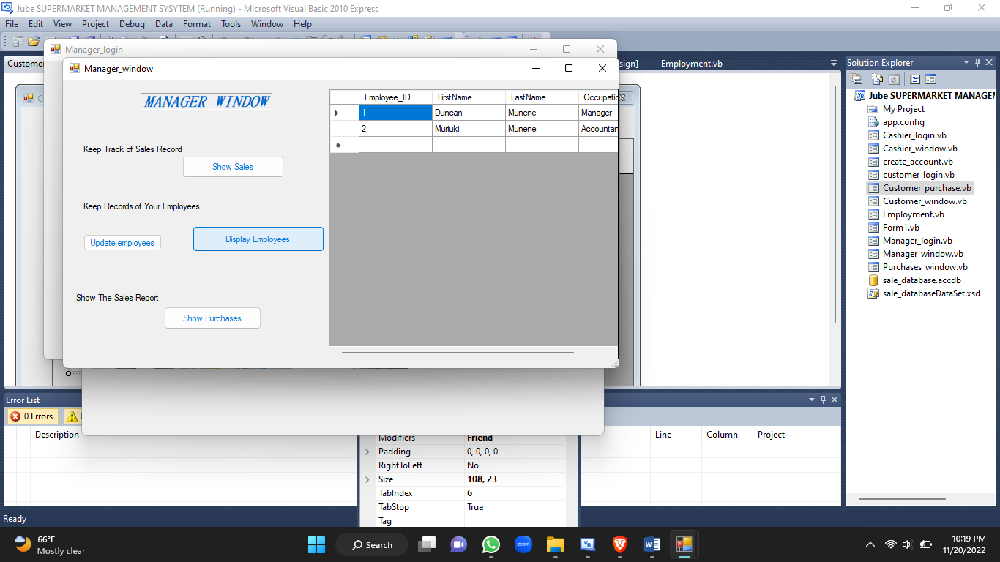 Jube SUPERMARKET MANAGEMENT SYSYTEM (Running) - Microsoft Visual Basic 2010 Express
File Edit View Project Debug Data Format Tools Window Help
Manager_login
Customer
sign] Employment.vb
Manager_window
MANAGER WINDOW
Keep Track of Sales Record
Show Sales
Keep Records of Your Employees
Update employees
Display Employees
Show The Sales Report
Show Purchases
Employee_ID FirstName LastName Occupatio
1 Duncan Munene Manager
2 Muriuki Munene Accountan
Solution Explorer
Jube SUPERMARKET MANAGE
My Project
app.config
Cashier_login.vb
Cashier_window.vb
create_account.vb
customer_login.vb
Customer_purchase.vb
Customer_window.vb
Employment.vb
Form1.vb
Manager_login.vb
Manager_window.vb
Purchases_window.vb
sale_database.accdb
sale_databaseDataSet.xsd
Error List
0 Errors
Description Line Column Project
Modifiers Friend
Padding 0, 0, 0, 0
RightToLeft No
Size 108, 23
TabIndex 6
TabStop True
Tag
Ready
66°F
Mostly clear
Search
zoom
10:19 PM
11/20/2022